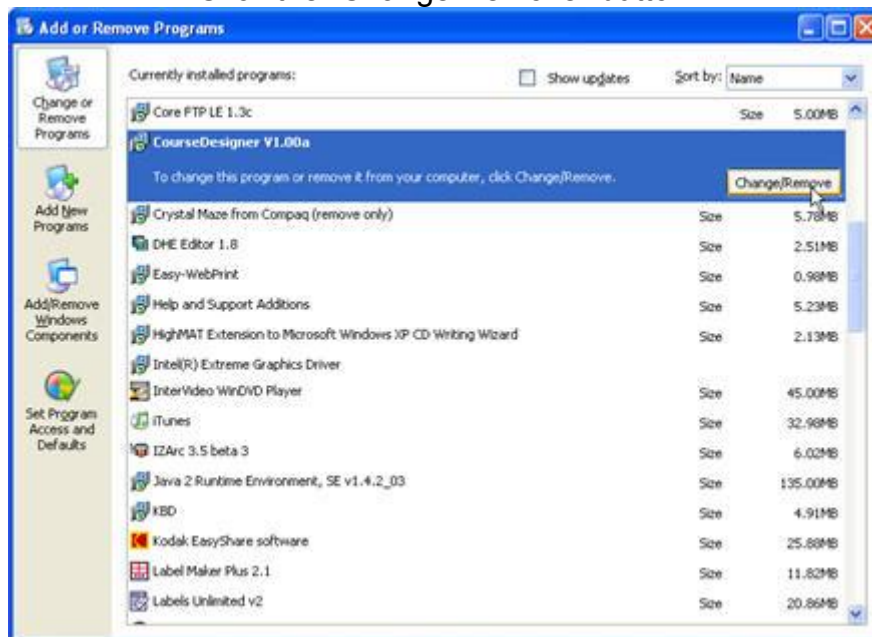 Add or Remove Programs
Change or
Remove
Programs
Add New
Programs
Add/Remove
Windows
Components
Set Program
Access and
Defaults
Currently installed programs:
Show updates
Sort by: Name
Core FTP LE 1.3c Size 5.00MB
CourseDesigner V1.00a
To change this program or remove it from your computer, click Change/Remove.
Change/Remove
Crystal Maze from Compaq (remove only) Size 5.78MB
DHE Editor 1.8 Size 2.51MB
Easy-WebPrint Size 0.98MB
Help and Support Additions Size 5.23MB
HighMAT Extension to Microsoft Windows XP CD Writing Wizard Size 2.13MB
Intel(R) Extreme Graphics Driver
InterVideo WinDVD Player Size 45.00MB
iTunes Size 32.98MB
IZArc 3.5 beta 3 Size 6.02MB
Java 2 Runtime Environment, SE v1.4.2_03 Size 135.00MB
KBD Size 4.91MB
Kodak EasyShare software Size 25.88MB
Label Maker Plus 2.1 Size 11.82MB
Labels Unlimited v2 Size 20.86MB